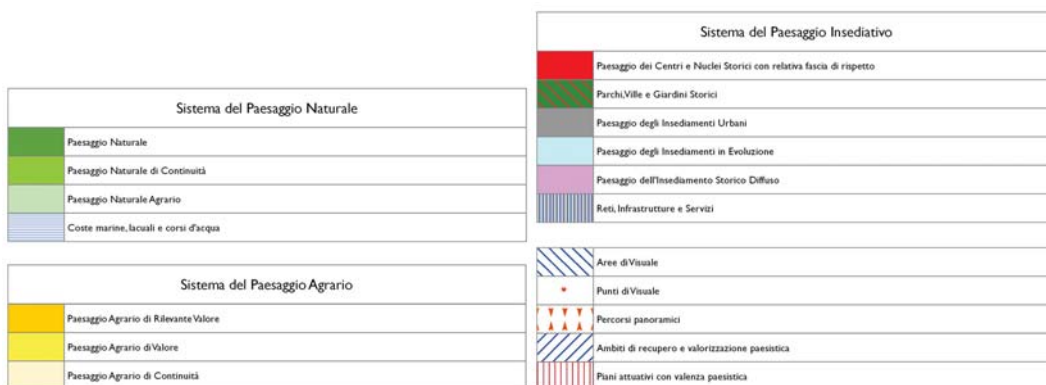 Sistema del Paesaggio Naturale
Paesaggio Naturale
Paesaggio Naturale di Continuità
Paesaggio Naturale Agrario
Coste marine, lacuali e corsi d'acqua
Sistema del Paesaggio Agrario
Paesaggio Agrario di Rilevante Valore
Paesaggio Agrario di Valore
Paesaggio Agrario di Continuità
Sistema del Paesaggio Insediativo
Paesaggio dei Centri e Nuclei Storici con relativa fascia di rispetto
Parchi, Ville e Giardini Storici
Paesaggio degli Insediamenti Urbani
Paesaggio degli Insediamenti in Evoluzione
Paesaggio dell'Insediamento Storico Diffuso
Reti, Infrastrutture e Servizi
Aree di Visuale
Punti di Visuale
Percorsi panoramici
Ambiti di recupero e valorizzazione paesistica
Piani attuativi con valenza paesistica